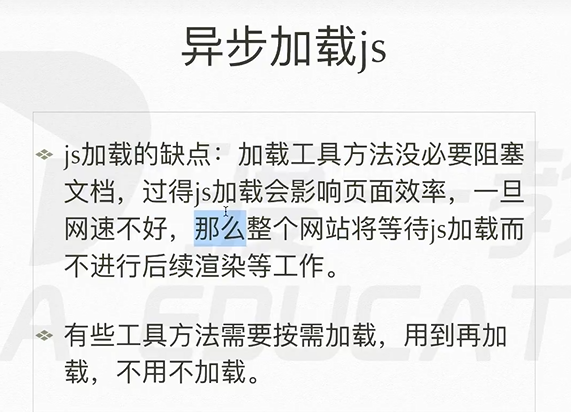 异步加载js
js加载的缺点：加载工具方法没必要阻塞
文档，过得js加载会影响页面效率，一旦
网速不好，那么整个网站将等待js加载而
不进行后续渲染等工作。
有些工具方法需要按需加载，用到再加
载，不用不加载。